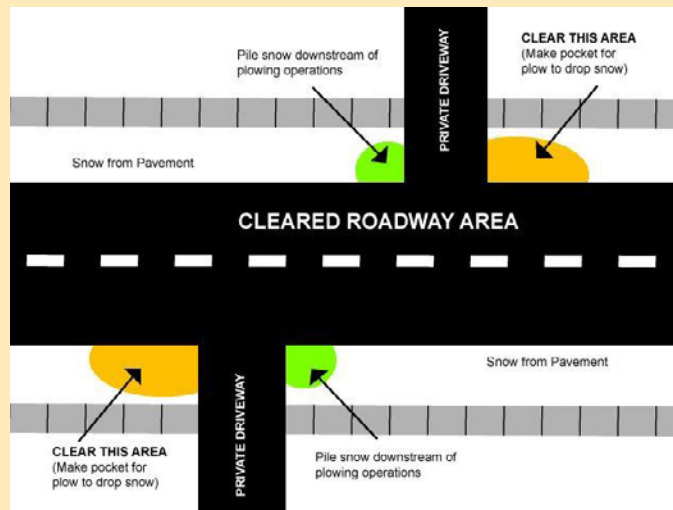 Pile snow downstream of
plowing operations
PRIVATE DRIVEWAY
CLEAR THIS AREA
(Make pocket for
plow to drop snow)
Snow from Pavement
CLEARED ROADWAY AREA
Snow from Pavement
CLEAR THIS AREA
(Make pocket for
plow to drop snow)
PRIVATE DRIVEWAY
Pile snow downstream of
plowing operations